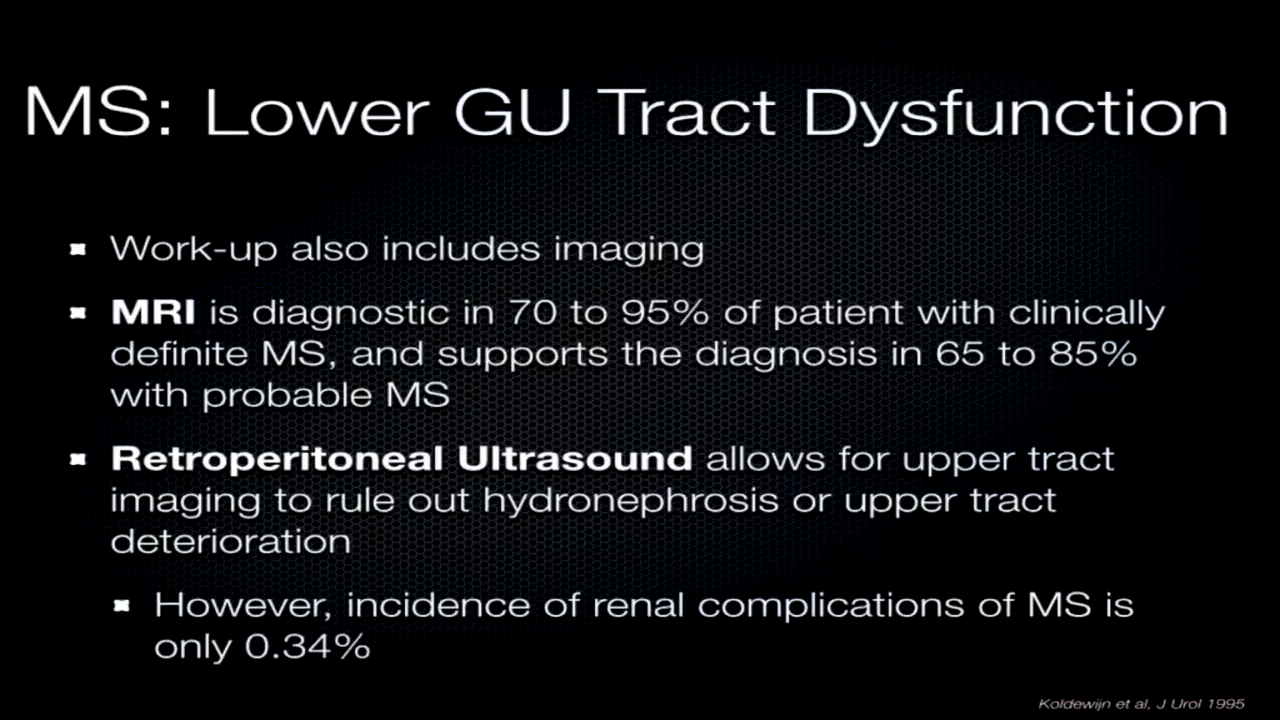 MS: Lower GU Tract Dysfunction
Work-up also includes imaging
MRI is diagnostic in 70 to 95% of patient with clinically
definite MS, and supports the diagnosis in 65 to 85%
with probable MS
Retroperitoneal Ultrasound allows for upper tract
imaging to rule out hydronephrosis or upper tract
deterioration
However, incidence of renal complications of MS is
only 0.34%
Koldewijn et al, J Urol 1995